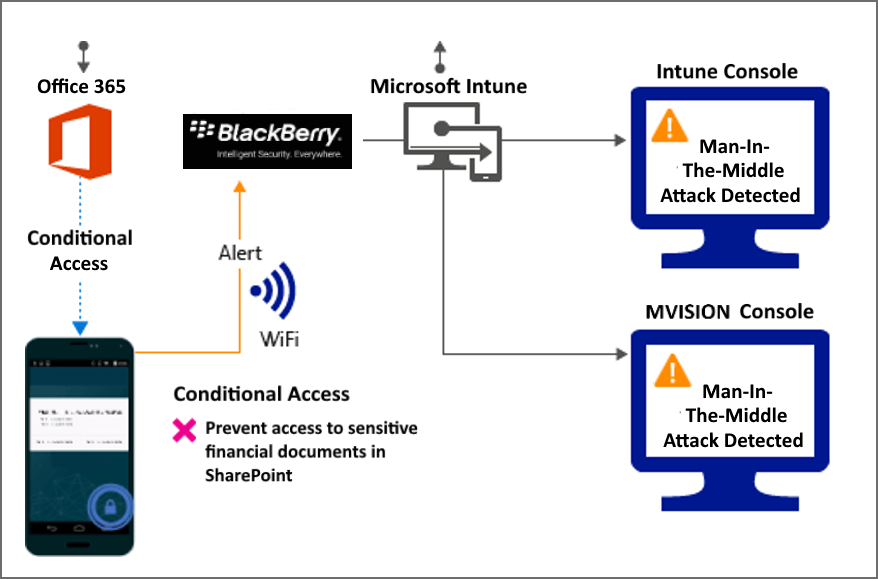 Office 365
Microsoft Intune
Intune Console
BlackBerry.
Intelligent Security. Everywhere.
Man-In-
The-Middle
Attack Detected
Conditional
Access
Alert
WiFi
MVISION Console
Man-In-
The-Middle
Attack Detected
Conditional Access
Prevent access to sensitive
financial documents in
SharePoint